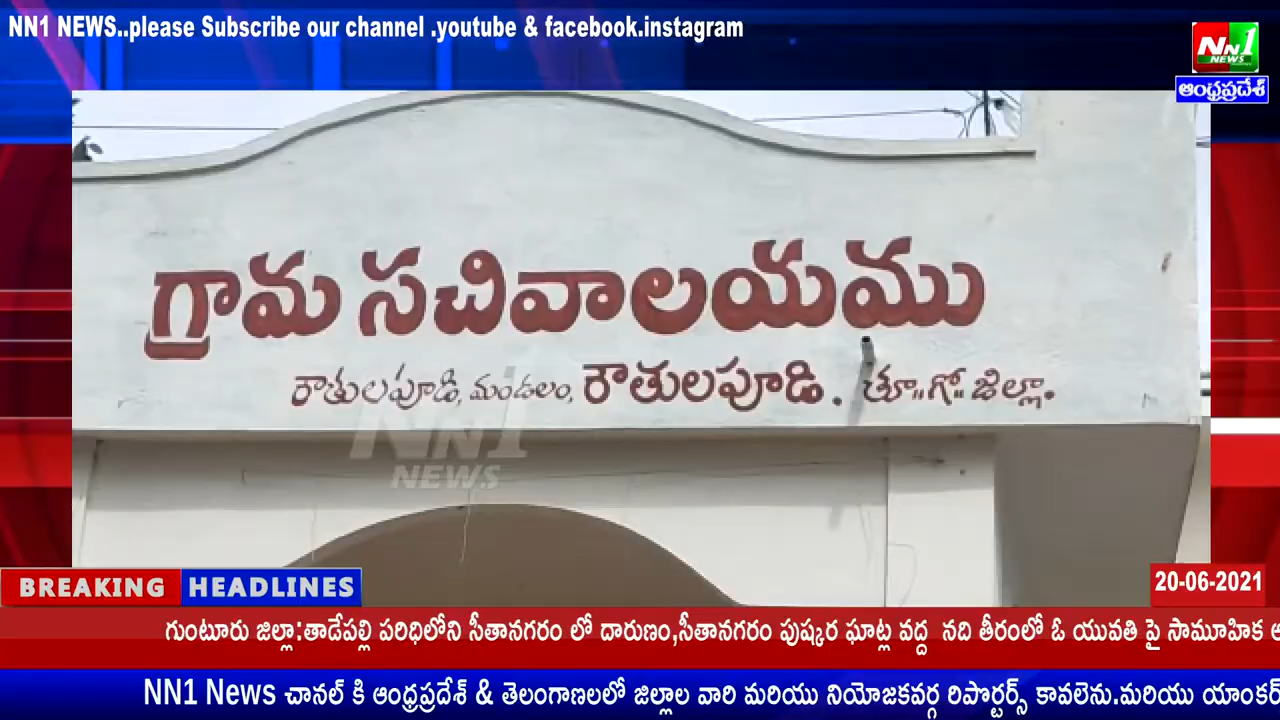 NN1 NEWS..please Subscribe our channel .youtube & facebook.instagram
NN1
NEWS
ఆంధ్రప్రదేశ్
గ్రామ సచివాలయము
రౌతులపూడి, మండలం, రౌతులపూడి. తూ..గో.. జిల్లా.
NN1
NEWS
BREAKING HEADLINES
20-06-2021
గుంటూరు జిల్లా:తాడేపల్లి పరిధిలోని సీతానగరం లో దారుణం,సీతానగరం పుష్కర ఘాట్ల వద్ద నది తీరంలో ఓ యువతి పై సామూహిక
NN1 News చానల్ కి ఆంధ్రప్రదేశ్ & తెలంగాణలలో జిల్లాల వారి మరియు నియోజకవర్గ రిపొర్టర్స్ కావలెను.మరియు యాంకర్